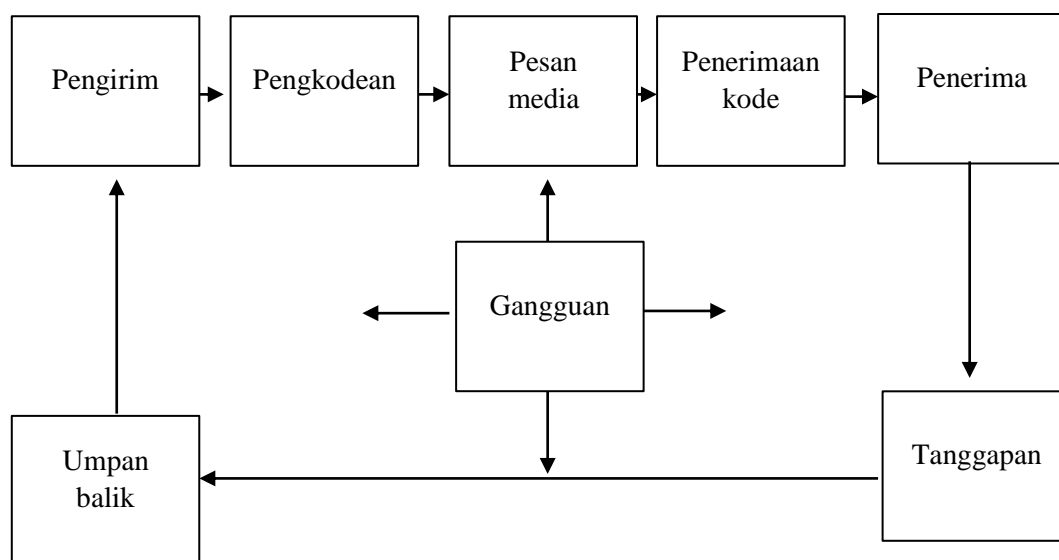 Pengirim
Pengkodean
Pesan
media
Penerimaan
kode
Penerima
Gangguan
Umpan
balik
Tanggapan